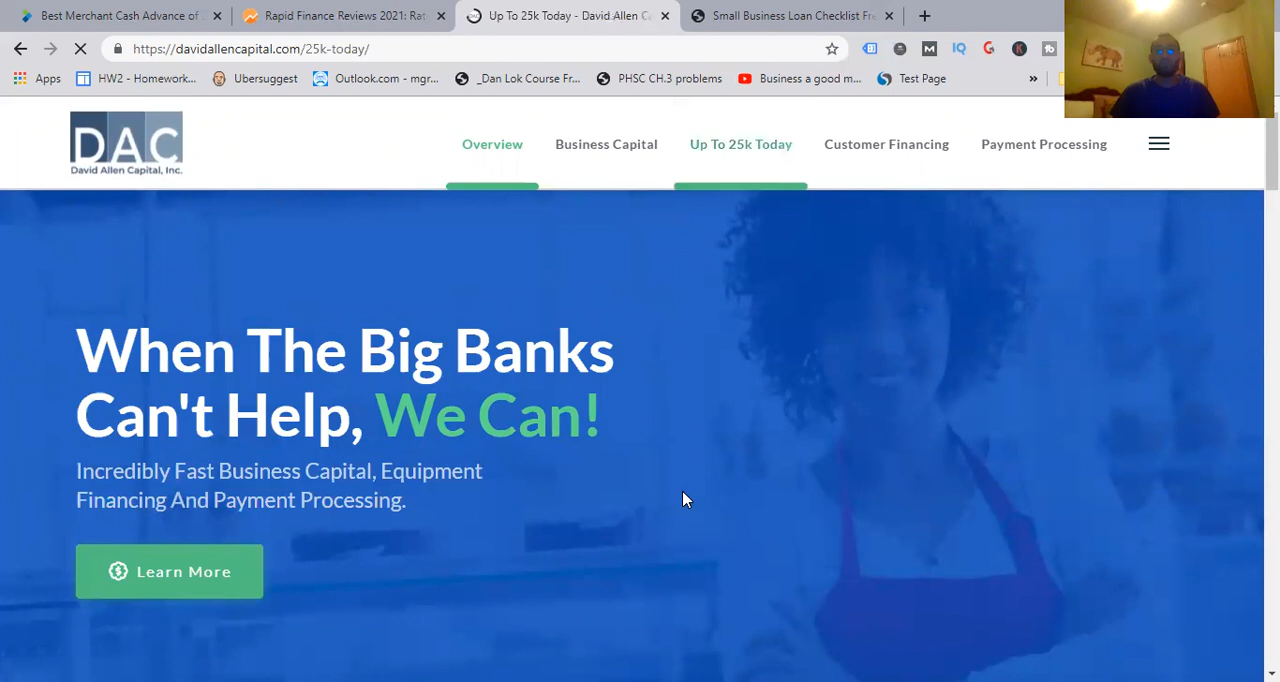 Best Merchant Cash Advance of 2
Rapid Finance Reviews 2021: Rat
Up To 25k Today - David Allen Ca
Small Business Loan Checklist Fre
https://davidallencapital.com/25k-today/
Apps
HW2 - Homework...
Ubersuggest
Outlook.com - mgr...
_Dan Lok Course Fr...
PHSC CH.3 problems
Business a good m...
Test Page
»
DAC
David Allen Capital, Inc.
Overview
Business Capital
Up To 25k Today
Customer Financing
Payment Processing
When The Big Banks
Can't Help, We Can!
Incredibly Fast Business Capital, Equipment
Financing And Payment Processing.
Learn More